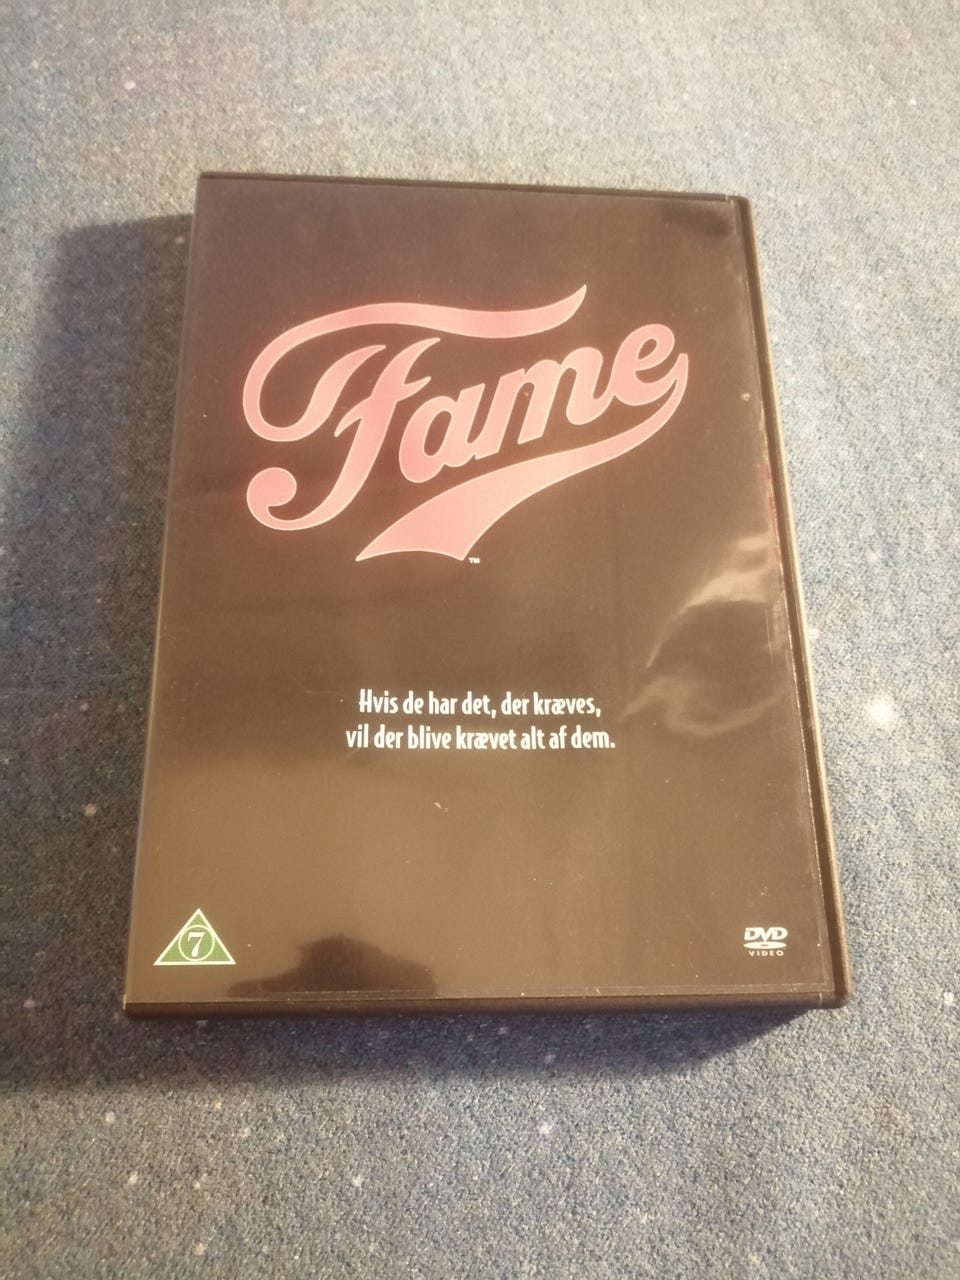 Fame
TM
Hvis de har det, der kræves,
vil der blive krævet alt af dem.
7
DVD
VIDEO